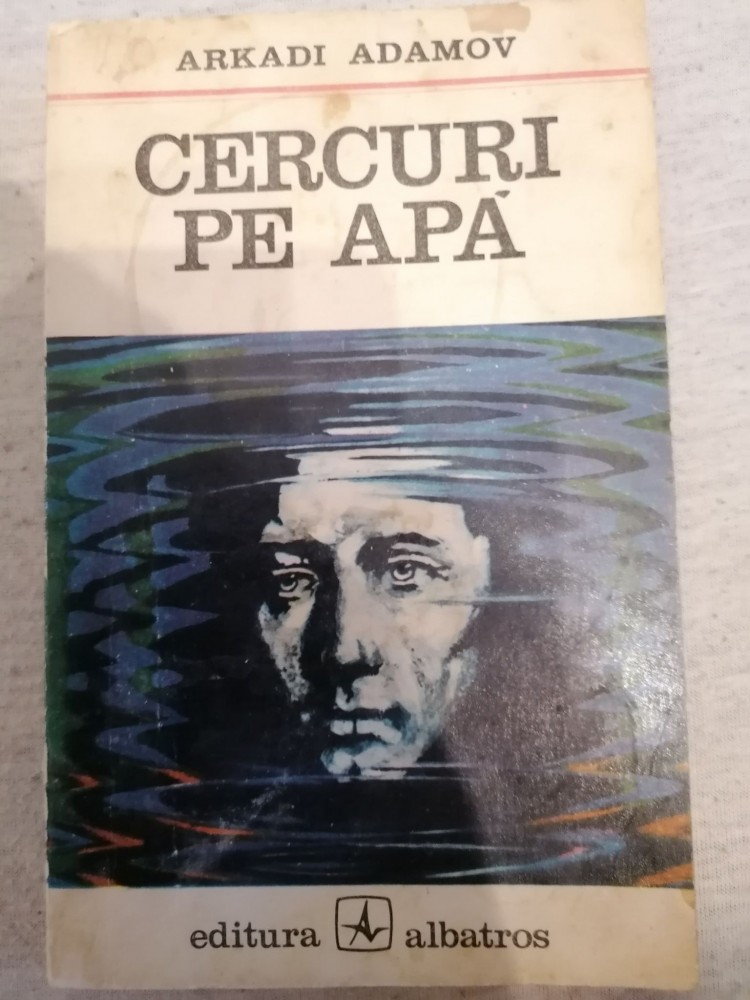 ARKADI ADAMOV
CERCURI
PE APĂ
editura albatros